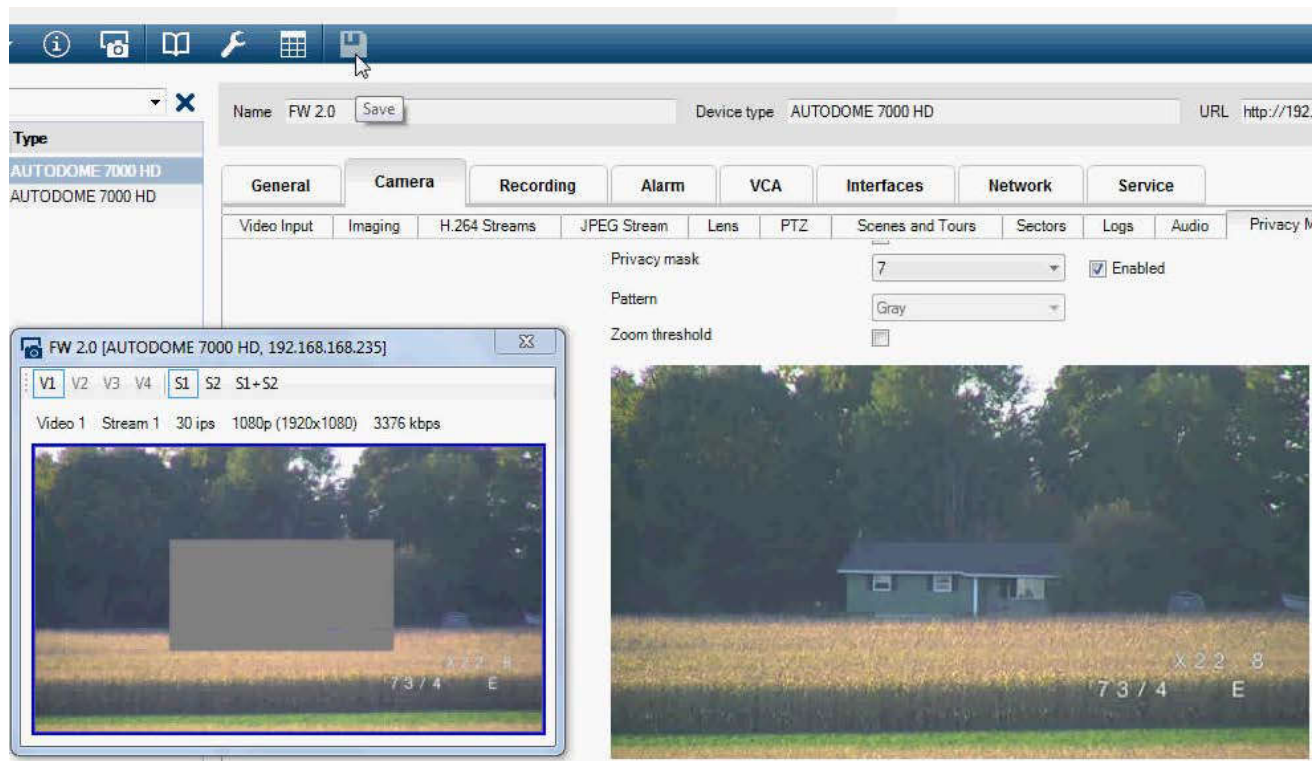 Name FW 2.0 Save Device type AUTODOME 7000 HD URL http://192.
Type
AUTODOME 7000 HD
AUTODOME 7000 HD
General Camera Recording Alarm VCA Interfaces Network Service
Video Input Imaging H.264 Streams JPEG Stream Lens PTZ Scenes and Tours Sectors Logs Audio Privacy M
Privacy mask 7 Enabled
Pattern Gray
Zoom threshold
FW 2.0 [AUTODOME 7000 HD, 192.168.168.235]
V1 V2 V3 V4 S1 S2 S1+S2
Video 1 Stream 1 30 ips 1080p (1920x1080) 3376 kbps
X22 8
73/4 E
X22 8
73/4 E